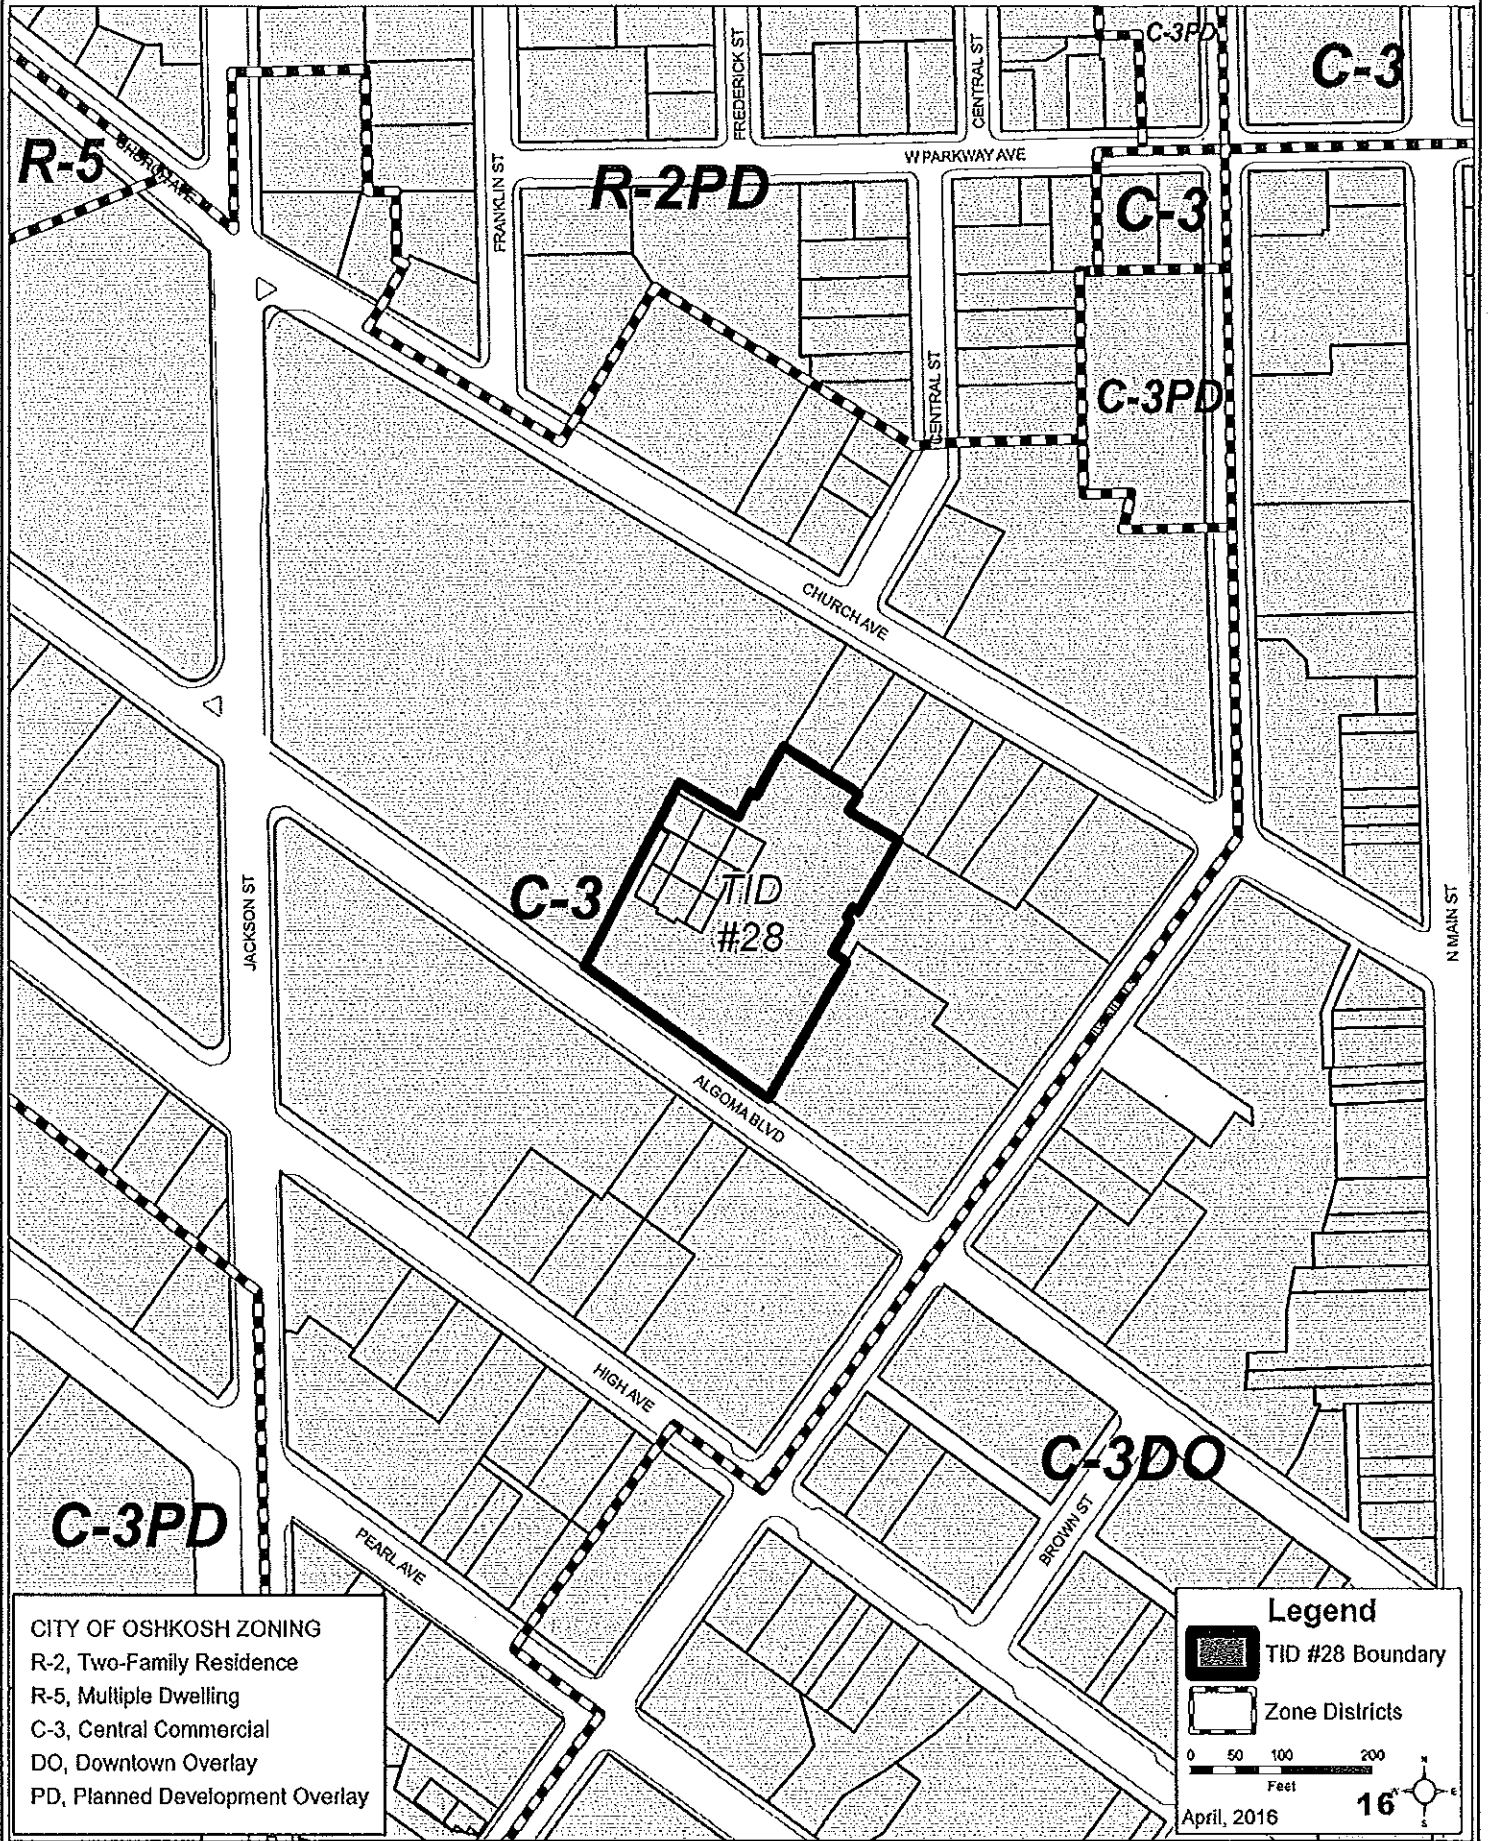 C-3PD
C-3
FREDERICK ST
CENTRAL ST
R-5
CHURCH AVE
W PARKWAY AVE
FRANKLIN ST
R-2PD
C-3
CENTRAL ST
C-3PD
CHURCH AVE
C-3
TID
#28
JACKSON ST
N MAIN ST
ALGOMA BLVD
HIGH AVE
C-3DO
BROWN ST
C-3PD
PEARL AVE
CITY OF OSHKOSH ZONING
R-2, Two-Family Residence
R-5, Multiple Dwelling
C-3, Central Commercial
DO, Downtown Overlay
PD, Planned Development Overlay
Legend
TID #28 Boundary
Zone Districts
0 50 100 200
Feet
N
W E
S
16
April, 2016